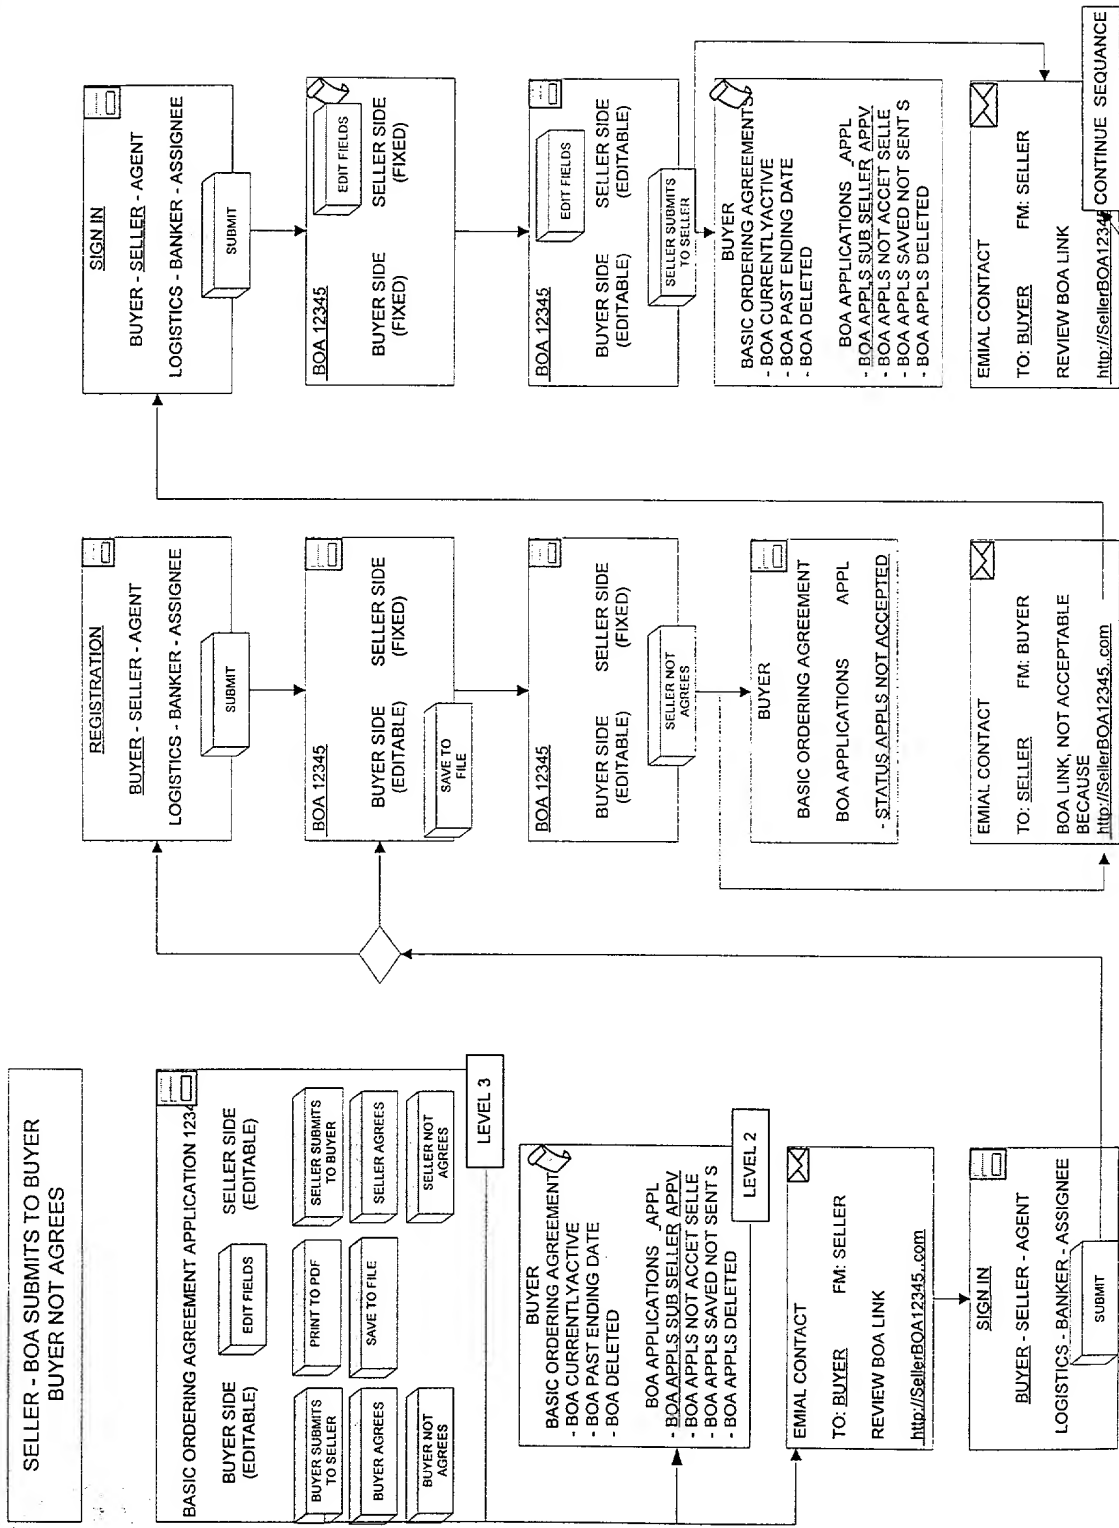 SELLER - BOA SUBMITS TO BUYER
BUYER NOT AGREES
BASIC ORDERING AGREEMENT APPLICATION 1234
BUYER SIDE
(EDITABLE)
EDIT FIELDS
SELLER SIDE
(EDITABLE)
BUYER SUBMITS
TO SELLER
PRINT TO PDF
SELLER SUBMITS
TO BUYER
BUYER AGREES
SAVE TO FILE
SELLER AGREES
BUYER NOT
AGREES
SELLER NOT
AGREES
LEVEL 3
BUYER
BASIC ORDERING AGREEMENT
- BOA CURRENTLYACTIVE
- BOA PAST ENDING DATE
- BOA DELETED
BOA APPLICATIONS APPL
- BOA APPLS SUB SELLER APPV
- BOA APPLS NOT ACCET SELLE
- BOA APPLS SAVED NOT SENT S
- BOA APPLS DELETED
LEVEL 2
EMIAL CONTACT
TO: BUYER FM: SELLER
REVIEW BOA LINK
http://SellerBOA12345..com
SIGN IN
BUYER - SELLER - AGENT
LOGISTICS - BANKER - ASSIGNEE
SUBMIT
REGISTRATION
BUYER - SELLER - AGENT
LOGISTICS - BANKER - ASSIGNEE
SUBMIT
BOA 12345
BUYER SIDE
(EDITABLE)
SELLER SIDE
(FIXED)
SAVE TO
FILE
BOA 12345
BUYER SIDE
(EDITABLE)
SELLER SIDE
(FIXED)
SELLER NOT
AGREES
BUYER
BASIC ORDERING AGREEMENT
BOA APPLICATIONS APPL
- STATUS APPLS NOT ACCEPTED
EMIAL CONTACT
TO: SELLER FM: BUYER
BOA LINK, NOT ACCEPTABLE
BECAUSE
http://SellerBOA12345..com
SIGN IN
BUYER - SELLER - AGENT
LOGISTICS - BANKER - ASSIGNEE
SUBMIT
BOA 12345
EDIT FIELDS
BUYER SIDE
(FIXED)
SELLER SIDE
(FIXED)
BOA 12345
EDIT FIELDS
BUYER SIDE
(EDITABLE)
SELLER SIDE
(EDITABLE)
SELLER SUBMITS
TO SELLER
BUYER
BASIC ORDERING AGREEMENTS
- BOA CURRENTLYACTIVE
- BOA PAST ENDING DATE
- BOA DELETED
BOA APPLICATIONS APPL
- BOA APPLS SUB SELLER APPV
- BOA APPLS NOT ACCET SELLE
- BOA APPLS SAVED NOT SENT S
- BOA APPLS DELETED
EMIAL CONTACT
TO: BUYER FM: SELLER
REVIEW BOA LINK
http://SellerBOA1234
CONTINUE SEQUANCE